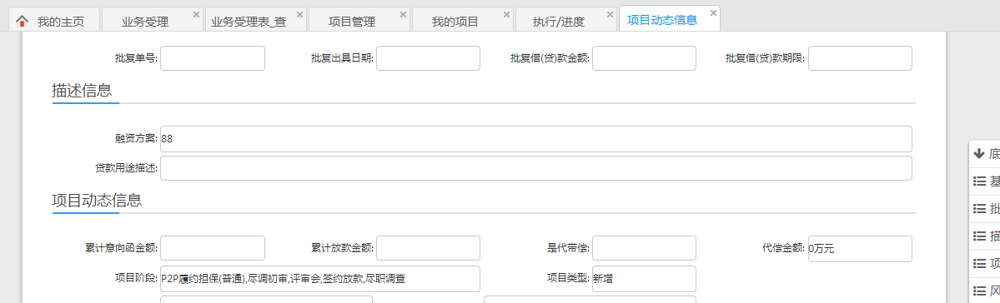 我的主页 业务受理 业务受理表_查 项目管理 我的项目 执行/进度 项目动态信息
批复单号: 批复出具日期: 批复借(贷)款金额: 批复借(贷)款期限:
描述信息
融资方案: 88
底
贷款用途描述:
基
项目动态信息
批
描
累计意向函金额: 累计放款金额: 是代带偿: 代偿金额: 0万元
项
项目阶段: P2P履约担保(普通),尽调初审,评审会,签约放款,尽职调查 项目类型: 新增
风